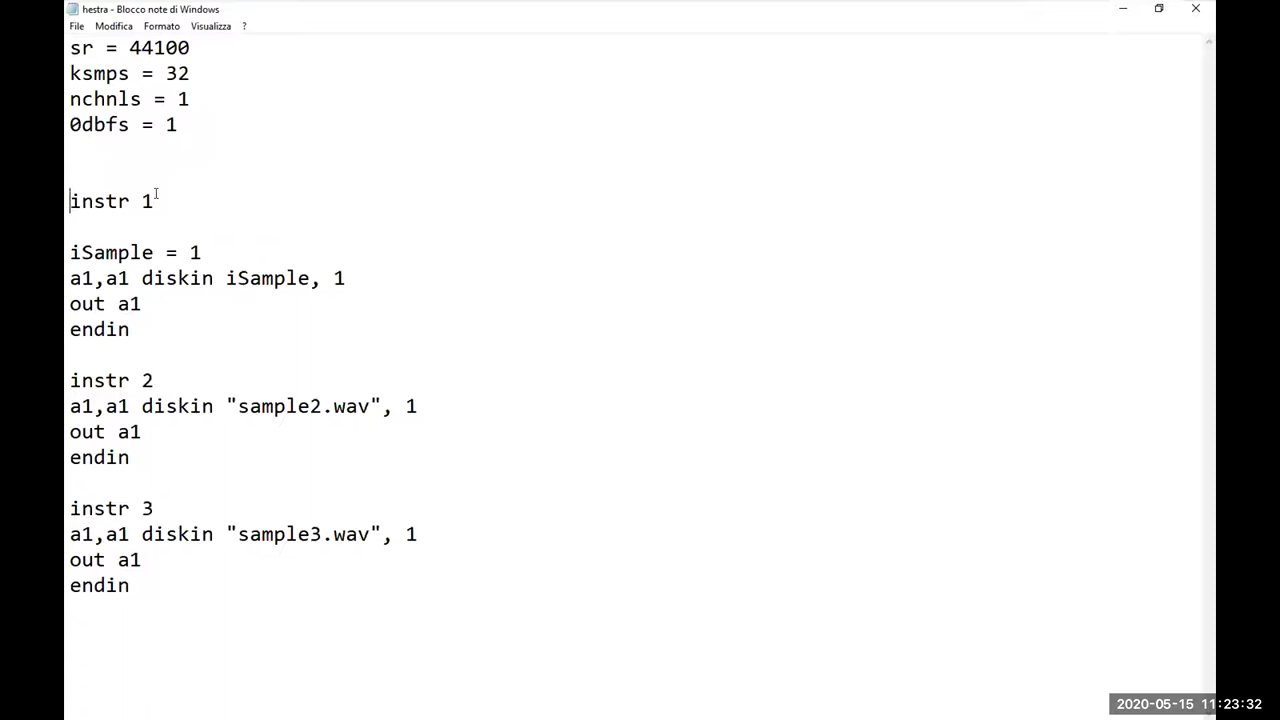 hestra - Blocco note di Windows
File Modifica Formato Visualizza ?
sr = 44100
ksmps = 32
nchnls = 1
0dbfs = 1
instr 1
iSample = 1
a1,a1 diskin iSample, 1
out a1
endin
instr 2
a1,a1 diskin "sample2.wav", 1
out a1
endin
instr 3
a1,a1 diskin "sample3.wav", 1
out a1
endin
2020-05-15 11:23:32